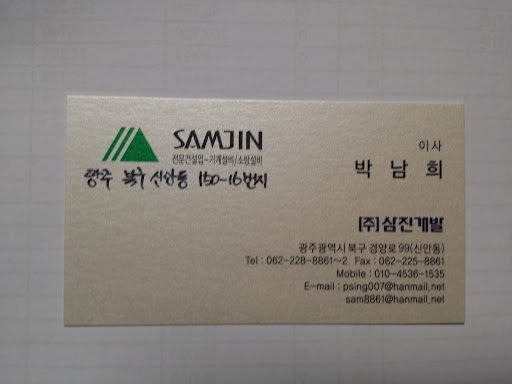 SAMJIN
전문건설업-기계설비/소방설비
광주 북구 신안동 150-16번지
이사
박남희
(주)삼진개발
광주광역시 북구 경양로 99(신안동)
Tel : 062-228-8861~2 Fax : 062-225-8861
Mobile : 010-4536-1535
E-mail : psing007@hanmail.net
sam8861@hanmail.net